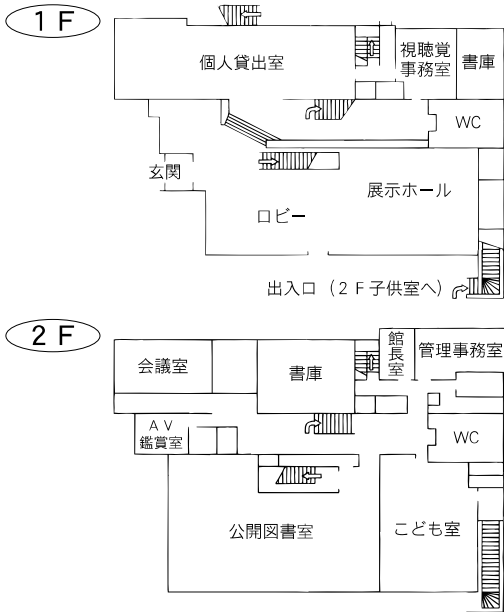 1 F
個人貸出室
視聴覚
事務室
書庫
WC
玄関
展示ホール
ロビー
出入口（2F子供室へ）
2 F
会議室
書庫
館長室
管理事務室
AV
鑑賞室
WC
公開図書室
こども室